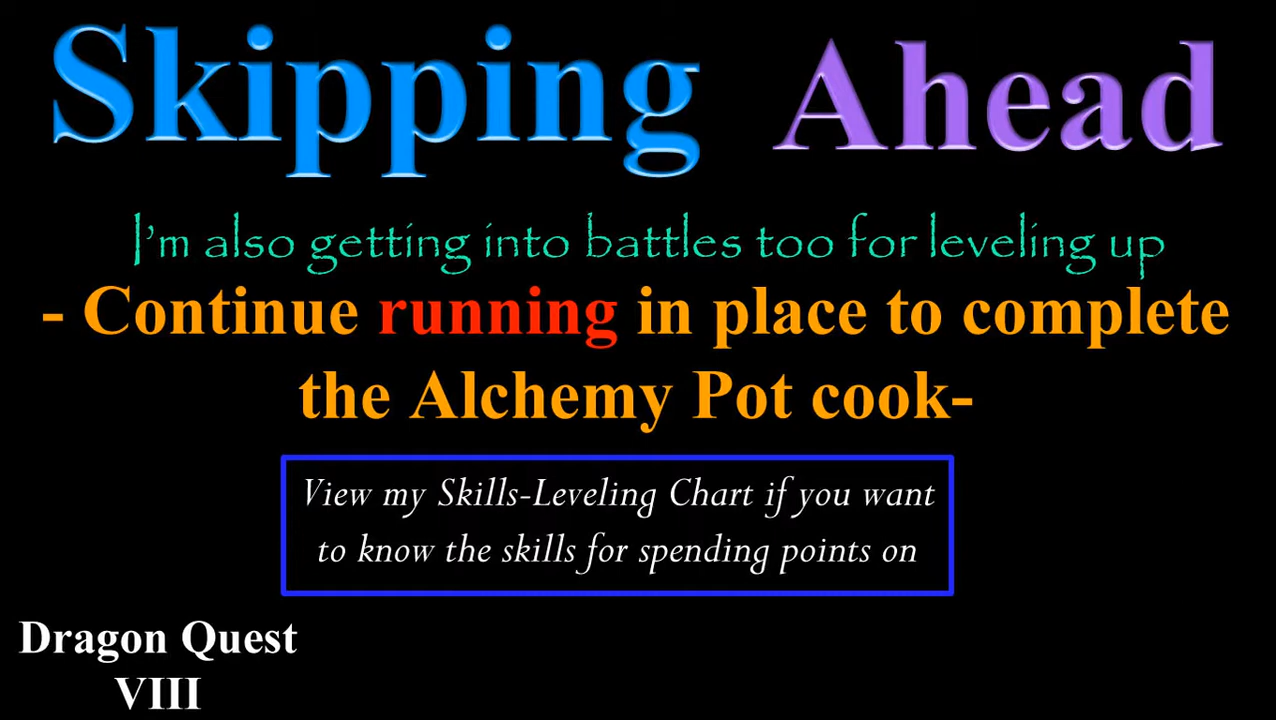 Skipping Ahead
I'm also getting into battles too for leveling up
- Continue running in place to complete
the Alchemy Pot cook-
View my Skills-Leveling Chart if you want
to know the skills for spending points on
Dragon Quest
VIII